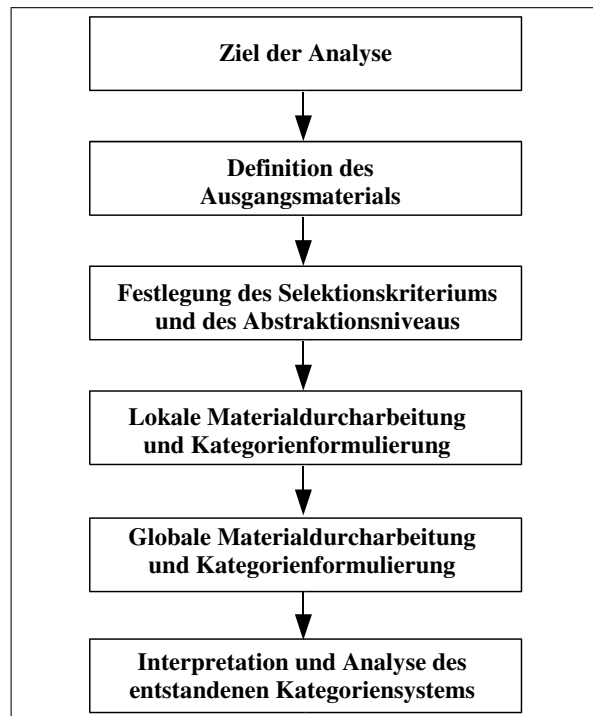 Ziel der Analyse
Definition des
Ausgangsmaterials
Festlegung des Selektionskriteriums
und des Abstraktionsniveaus
Lokale Materialdurcharbeitung
und Kategorienformulierung
Globale Materialdurcharbeitung
und Kategorienformulierung
Interpretation und Analyse des
entstandenen Kategoriensystems